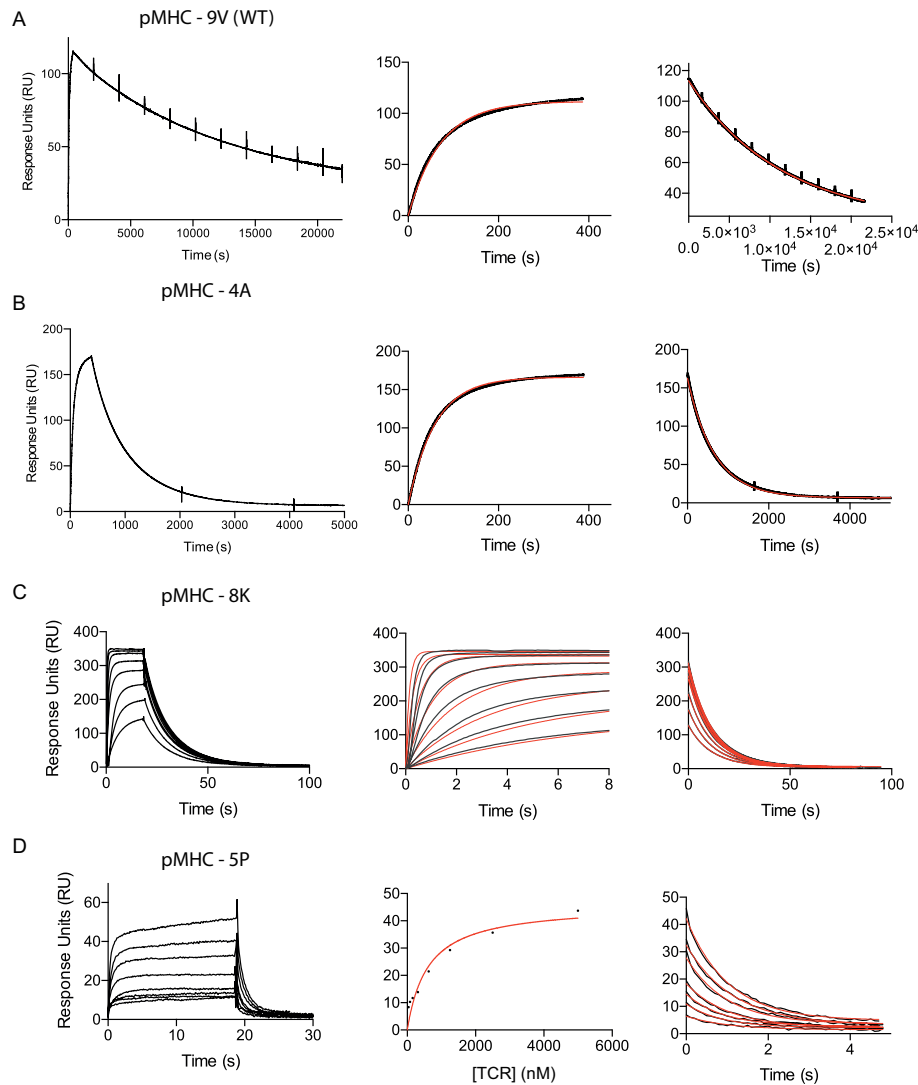 A
pMHC - 9V (WT)
Response Units (RU)
100
50
0
0 5000 10000 15000 20000
Time (s)
150
100
50
0
0 200 400
Time (s)
120
100
80
60
40
5.0×10³ 1.5×10⁴ 2.5×10⁴
0.0 1.0×10⁴ 2.0×10⁴
Time (s)
B
pMHC - 4A
Response Units (RU)
200
150
100
50
0
0 1000 2000 3000 4000 5000
Time (s)
200
150
100
50
0
0 200 400
Time (s)
200
150
100
50
0
0 2000 4000
Time (s)
C
pMHC - 8K
Response Units (RU)
400
300
200
100
0
0 50 100
Time (s)
400
300
200
100
0
0 2 4 6 8
Time (s)
400
300
200
100
0
0 50 100
Time (s)
D
pMHC - 5P
Response Units (RU)
60
40
20
0
0 10 20 30
Time (s)
50
40
30
20
10
0
0 2000 4000 6000
[TCR] (nM)
50
40
30
20
10
0
0 2 4
Time (s)